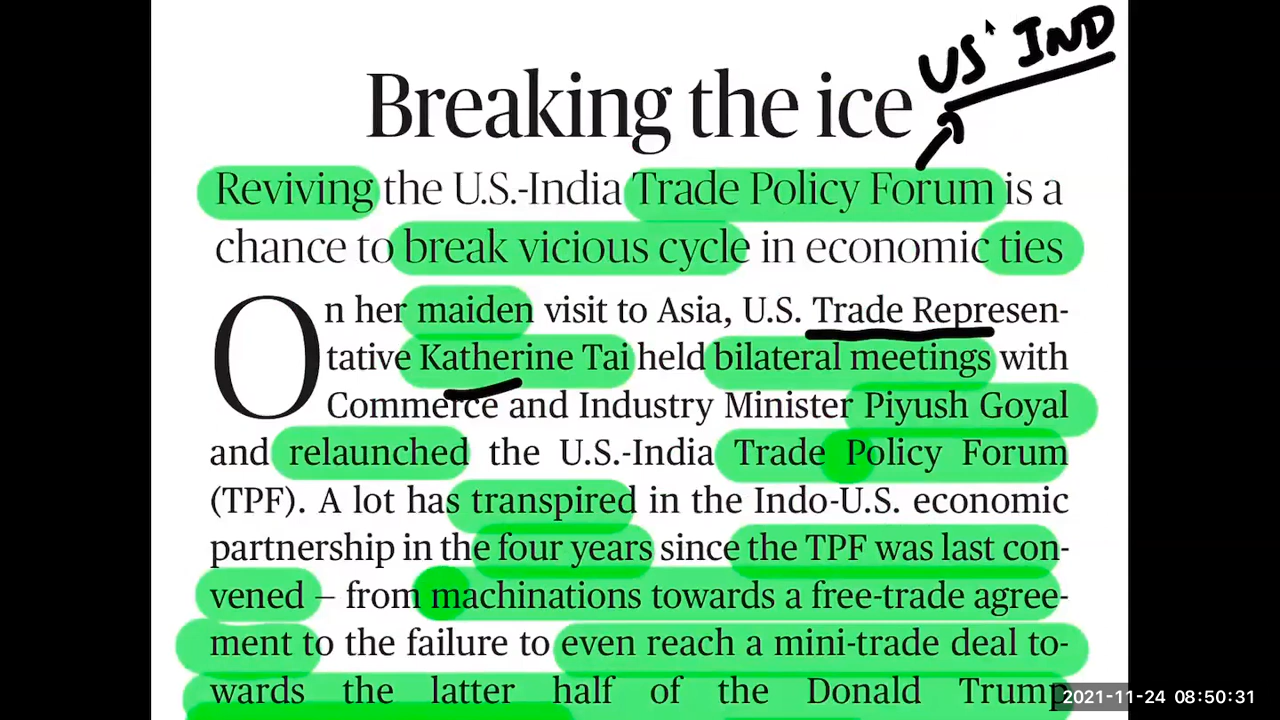 US IND
Breaking the ice
Reviving the U.S.-India Trade Policy Forum is a
chance to break vicious cycle in economic ties
On her maiden visit to Asia, U.S. Trade Represen-
tative Katherine Tai held bilateral meetings with
Commerce and Industry Minister Piyush Goyal
and relaunched the U.S.-India Trade Policy Forum
(TPF). A lot has transpired in the Indo-U.S. economic
partnership in the four years since the TPF was last con-
vened – from machinations towards a free-trade agree-
ment to the failure to even reach a mini-trade deal to-
wards the latter half of the Donald Trump
2021-11-24 08:50:31